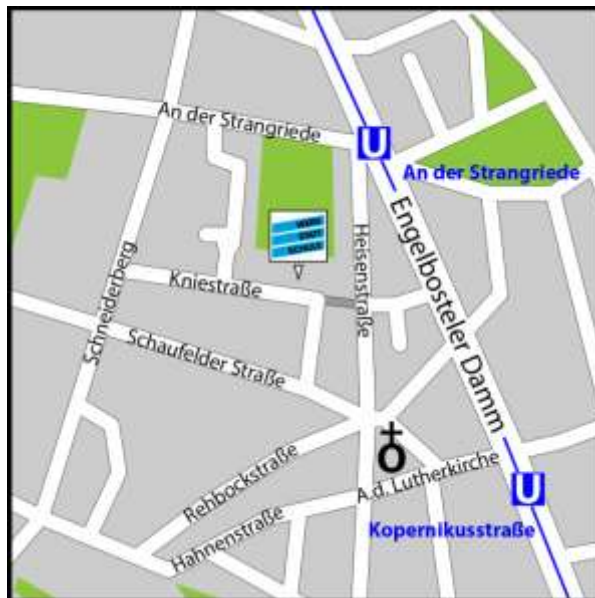 An der Strangriede
U
An der Strangriede
Engelbosteler Damm
Heisenstraße
Schneiderberg
Kniestraße
Schaufelder Straße
Rehbockstraße
A.d. Lutherkirche
U
Hahnenstraße
Kopernikusstraße